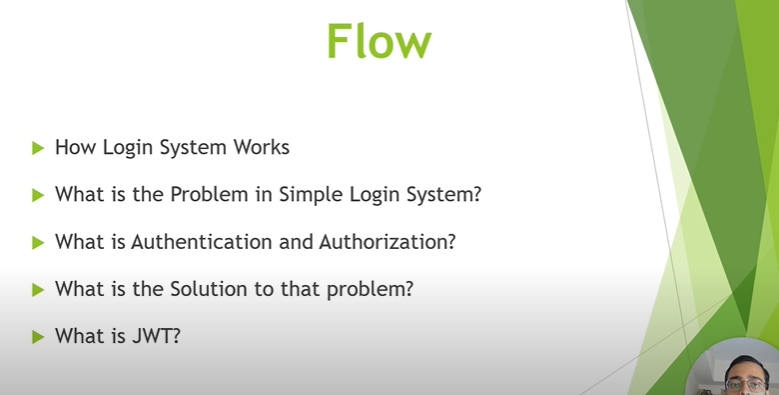 Flow
How Login System Works
What is the Problem in Simple Login System?
What is Authentication and Authorization?
What is the Solution to that problem?
What is JWT?